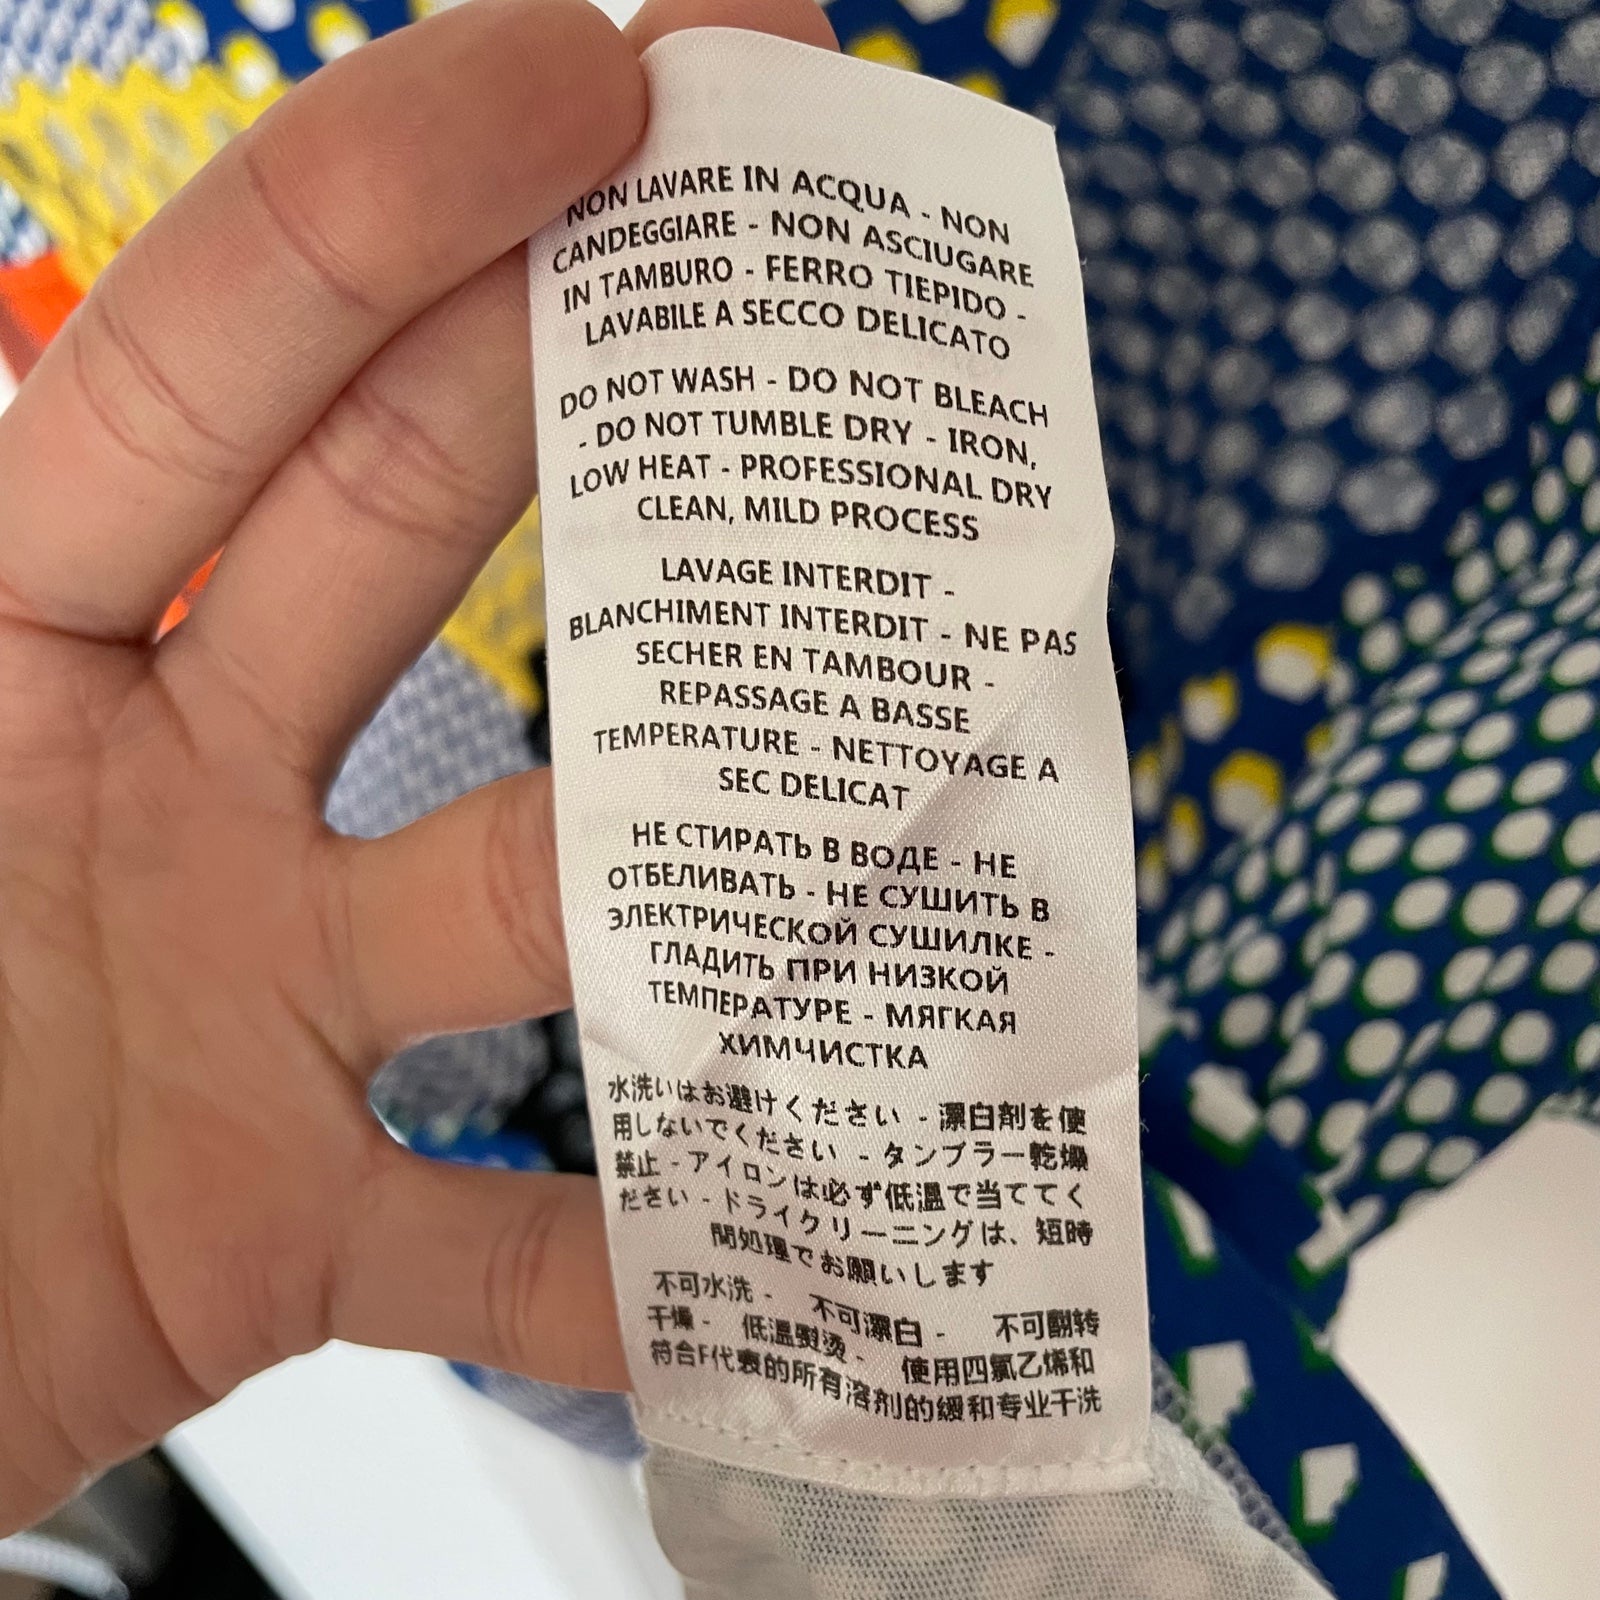 NON LAVARE IN ACQUA - NON
CANDEGGIARE - NON ASCIUGARE
IN TAMBURO - FERRO TIEPIDO -
LAVABILE A SECCO DELICATO
DO NOT WASH - DO NOT BLEACH
- DO NOT TUMBLE DRY - IRON,
LOW HEAT - PROFESSIONAL DRY
CLEAN, MILD PROCESS
LAVAGE INTERDIT -
BLANCHIMENT INTERDIT - NE PAS
SECHER EN TAMBOUR -
REPASSAGE A BASSE
TEMPERATURE - NETTOYAGE A
SEC DELICAT
НЕ СТИРАТЬ В ВОДЕ - НЕ
ОТБЕЛИВАТЬ - НЕ СУШИТЬ В
ЭЛЕКТРИЧЕСКОЙ СУШИЛКЕ -
ГЛАДИТЬ ПРИ НИЗКОЙ
ТЕМПЕРАТУРЕ - МЯГКАЯ
ХИМЧИСТКА
水洗いはお避けください - 漂白剤を使
用しないでください - タンブラー乾燥
禁止 - アイロンは必ず低温で当ててく
ださい - ドライクリーニングは、短時
間処理でお願いします
不可水洗 - 不可漂白 - 不可翻转
干燥 - 低温熨烫 - 使用四氯乙烯和
符合F代表的所有溶剂的缓和专业干洗